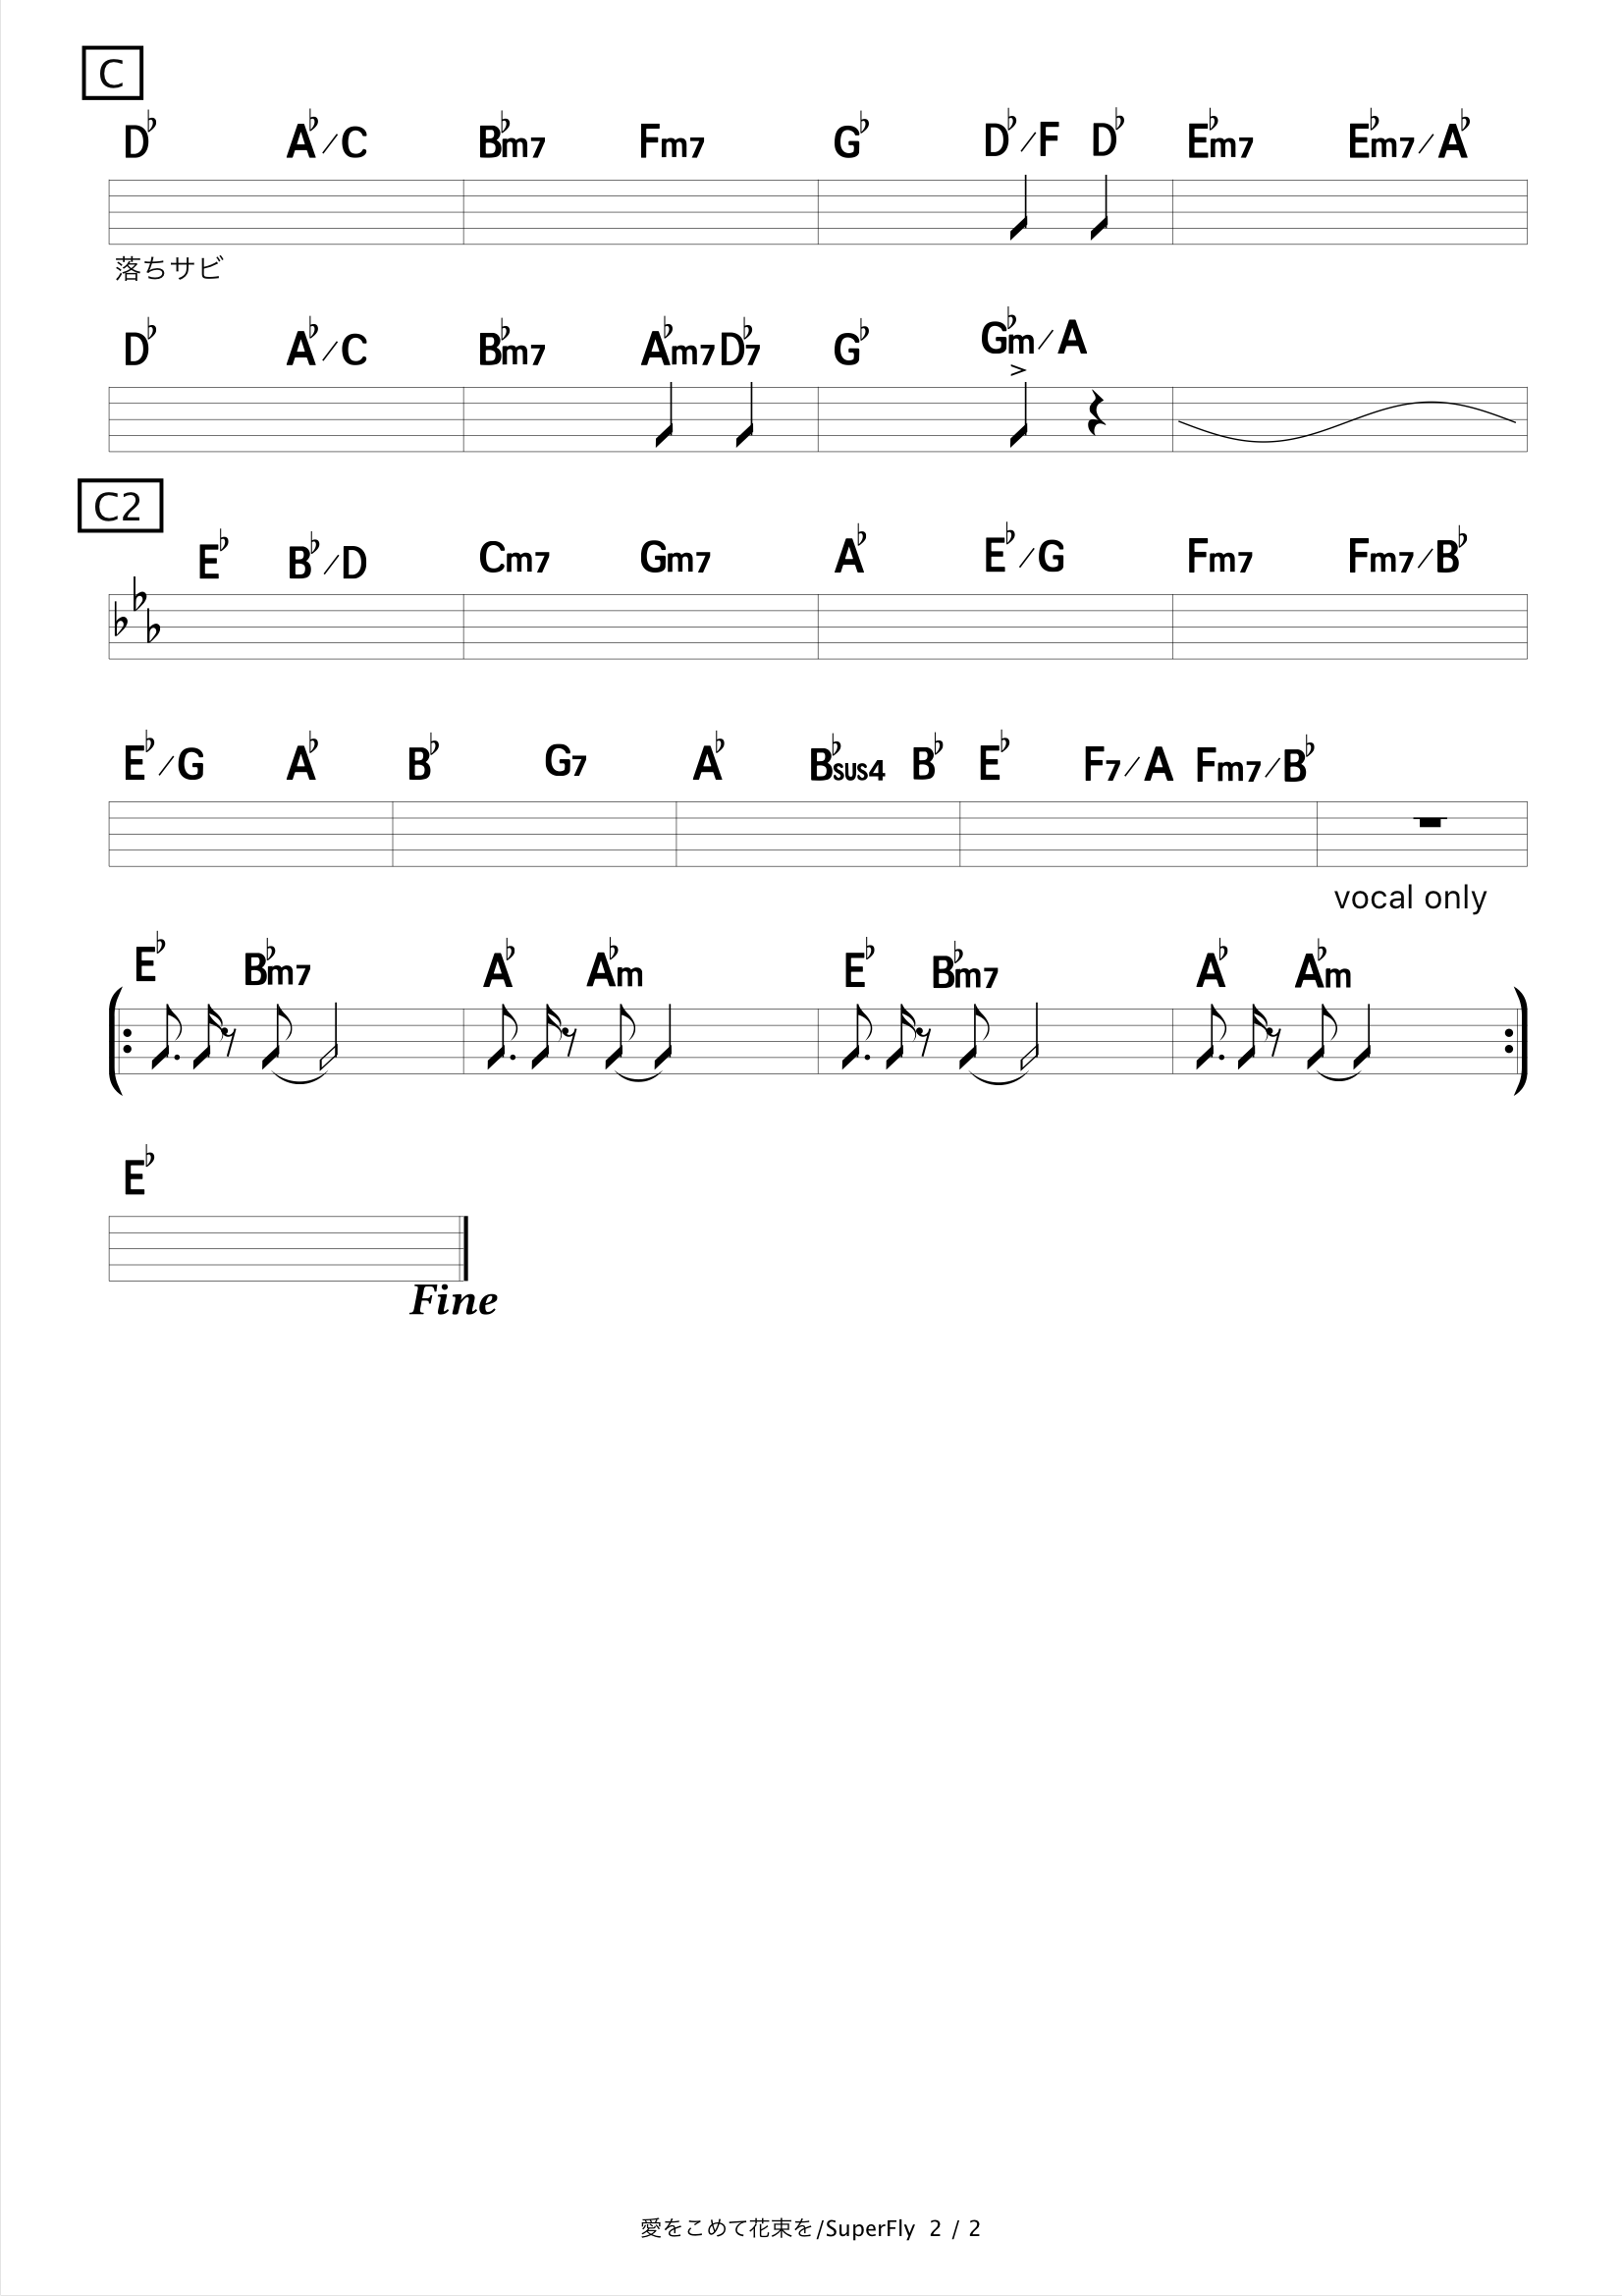 C
D♭ A♭/C B♭m7 Fm7 G♭ D♭/F D♭ E♭m7 E♭m7/A♭
落ちサビ
D♭ A♭/C B♭m7 A♭m7 D♭7 G♭ G♭m/A
C2
E♭ B♭/D Cm7 Gm7 A♭ E♭/G Fm7 Fm7/B♭
E♭/G A♭ B♭ G7 A♭ B♭sus4 B♭ E♭ F7/A Fm7/B♭
vocal only
E♭ B♭m7 A♭ A♭m E♭ B♭m7 A♭ A♭m
E♭
Fine
愛をこめて花束を/SuperFly 2 / 2